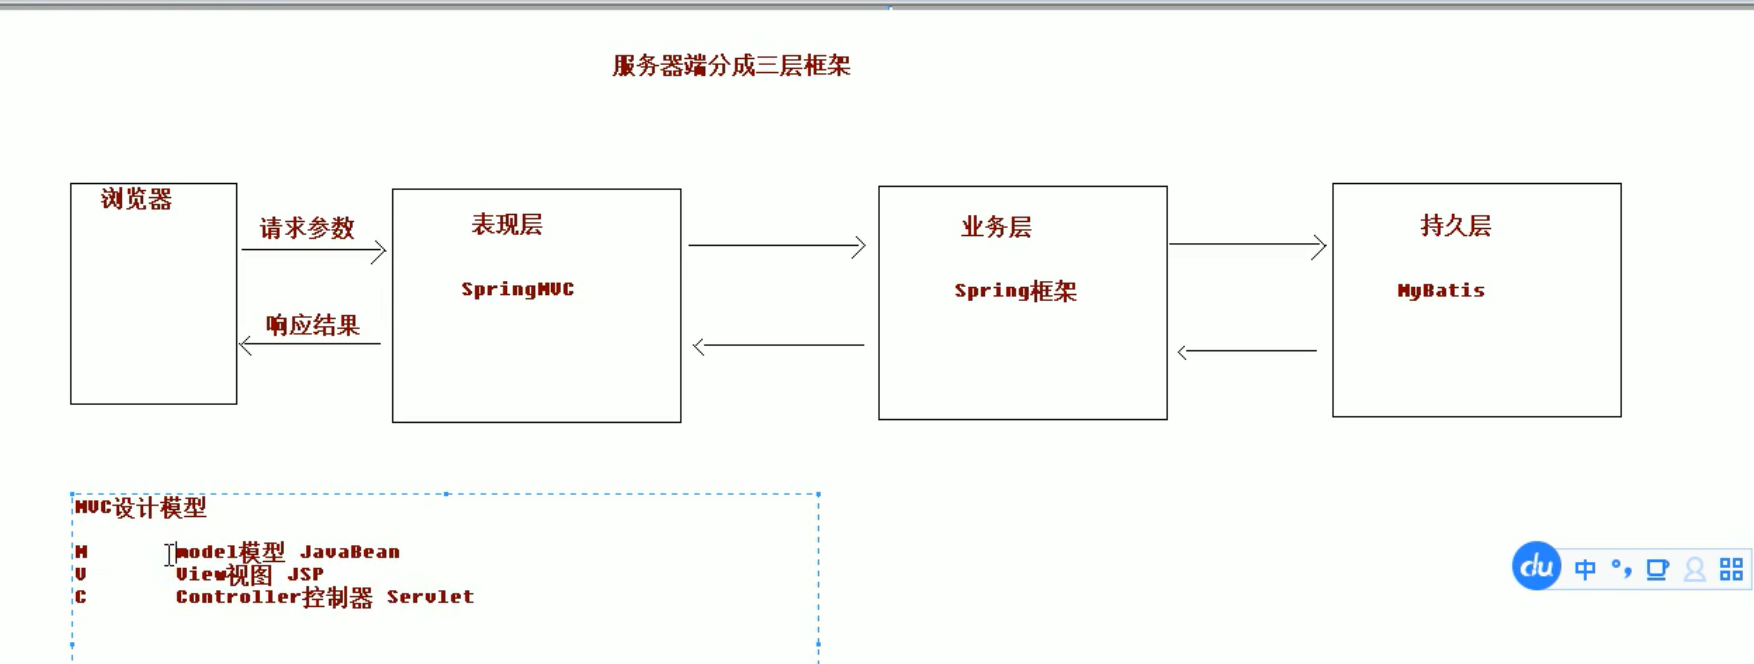 服务器端分成三层框架
浏览器
请求参数
响应结果
表现层
SpringMVC
业务层
Spring框架
持久层
MyBatis
MVC设计模型
M model模型 JavaBean
V View视图 JSP
C Controller控制器 Servlet
du 中 °,